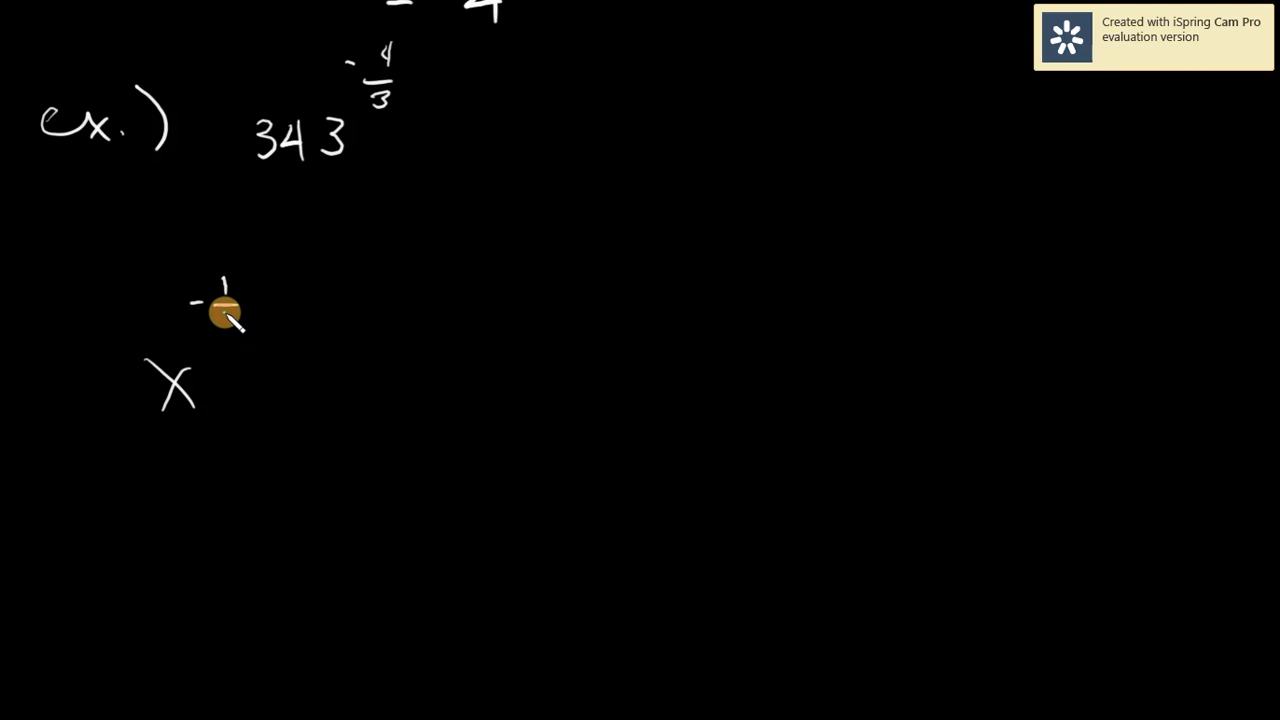 Created with iSpring Cam Pro
evaluation version
ex.) 343^{-4/3}
x^{-1/}